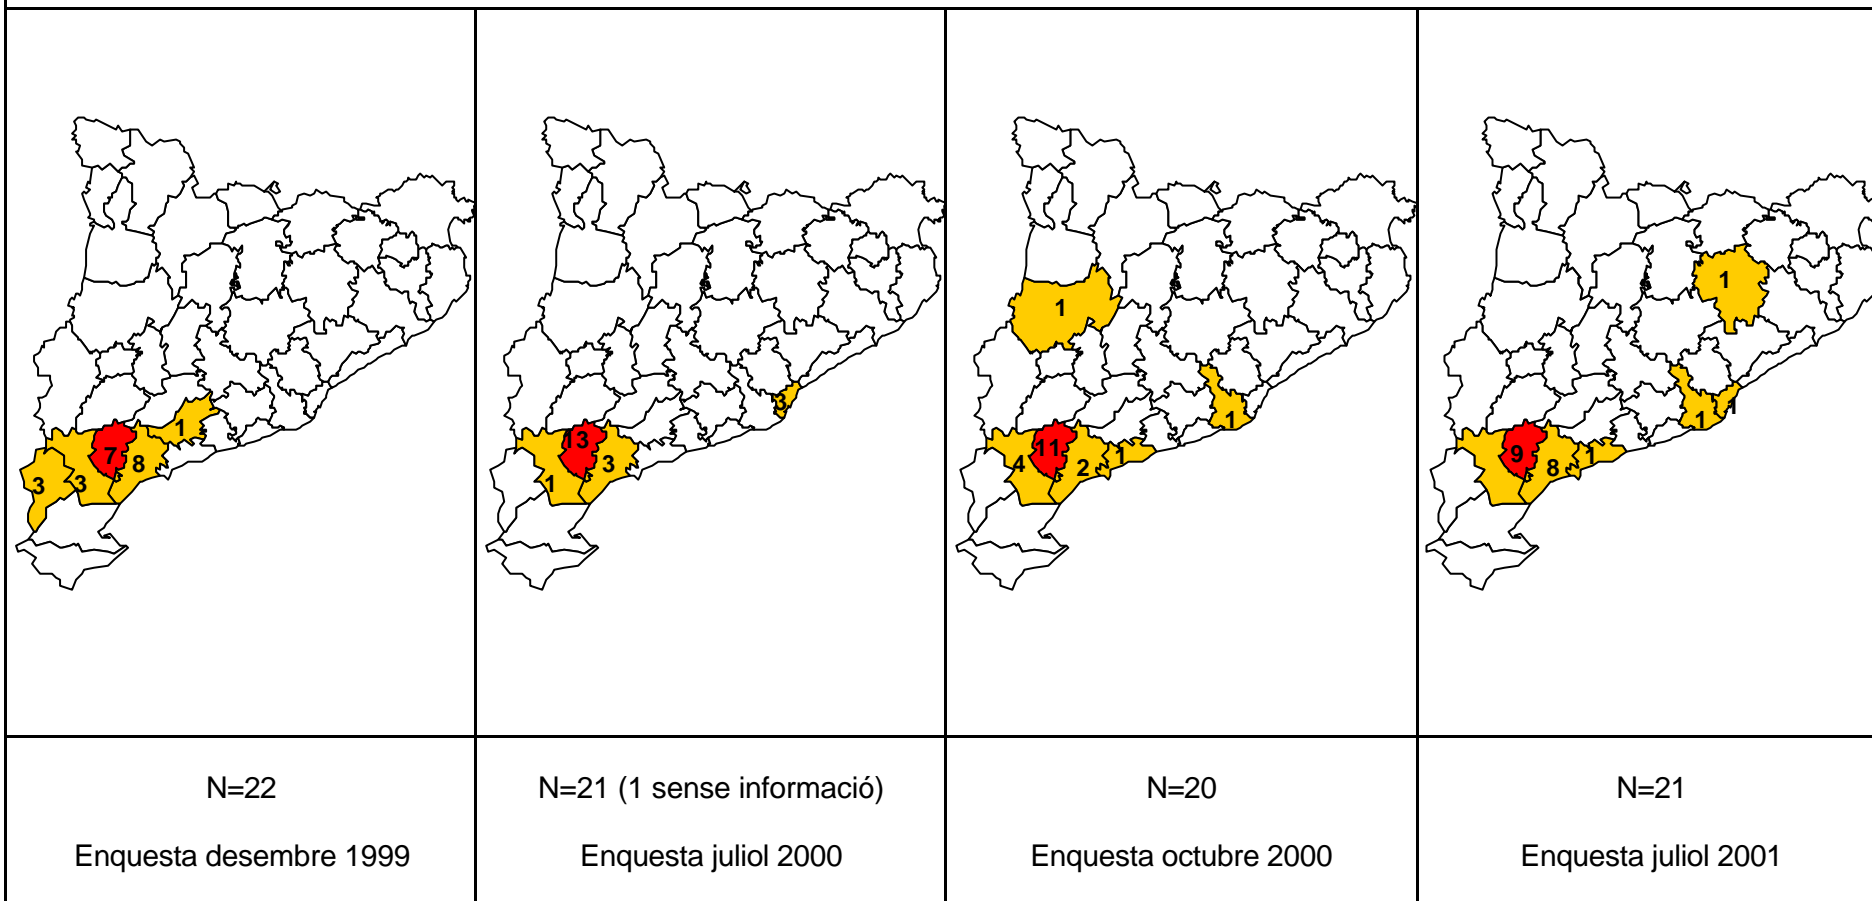 7
8
3
3
1
13
3
1
3
1
11
4
2
1
1
1
9
8
1
1
1
N=22
Enquesta desembre 1999
N=21 (1 sense informació)
Enquesta juliol 2000
N=20
Enquesta octubre 2000
N=21
Enquesta juliol 2001